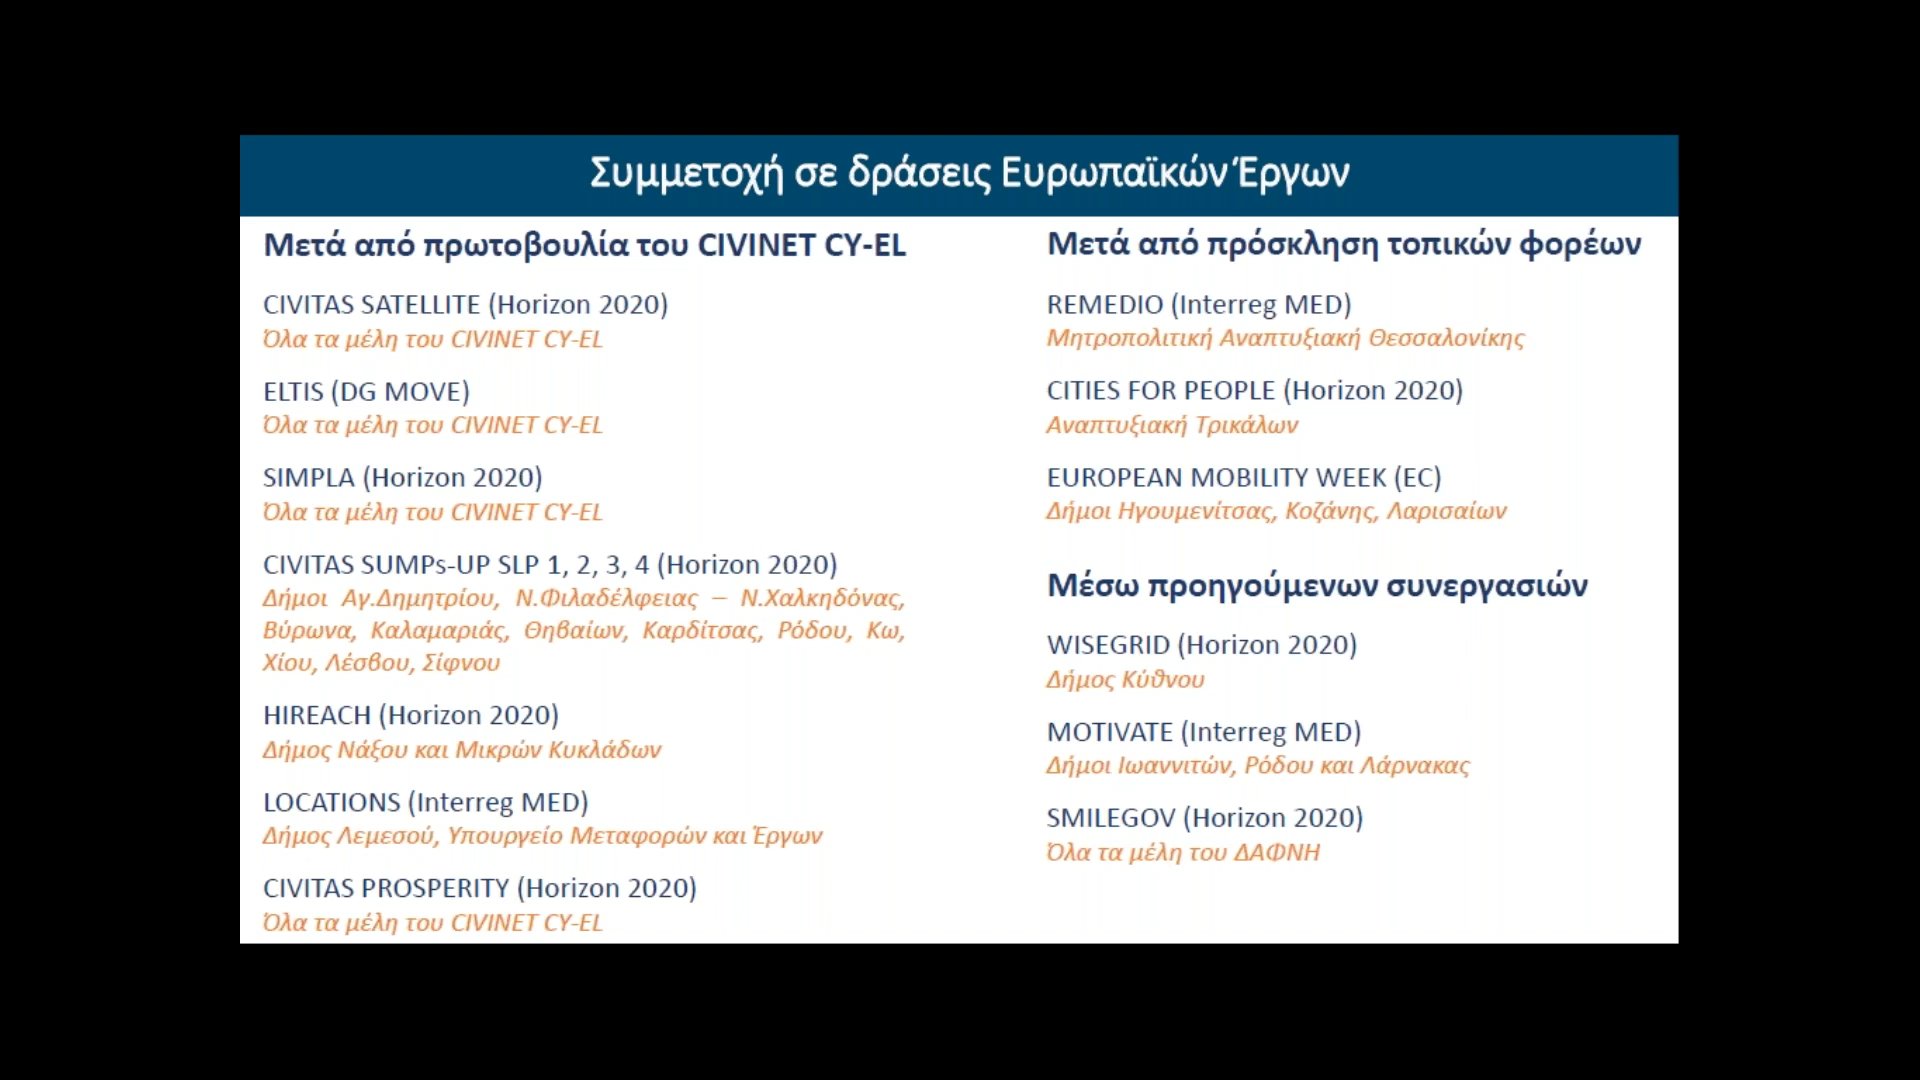 Συμμετοχή σε δράσεις Ευρωπαϊκών Έργων
Μετά από πρωτοβουλία του CIVINET CY-EL
CIVITAS SATELLITE (Horizon 2020)
Όλα τα μέλη του CIVINET CY-EL
ELTIS (DG MOVE)
Όλα τα μέλη του CIVINET CY-EL
SIMPLA (Horizon 2020)
Όλα τα μέλη του CIVINET CY-EL
CIVITAS SUMPs-UP SLP 1, 2, 3, 4 (Horizon 2020)
Δήμοι Αγ.Δημητρίου, Ν.Φιλαδέλφειας – Ν.Χαλκηδόνας,
Βύρωνα, Καλαμαριάς, Θηβαίων, Καρδίτσας, Ρόδου, Κω,
Χίου, Λέσβου, Σίφνου
HIREACH (Horizon 2020)
Δήμος Νάξου και Μικρών Κυκλάδων
LOCATIONS (Interreg MED)
Δήμος Λεμεσού, Υπουργείο Μεταφορών και Έργων
CIVITAS PROSPERITY (Horizon 2020)
Όλα τα μέλη του CIVINET CY-EL
Μετά από πρόσκληση τοπικών φορέων
REMEDIO (Interreg MED)
Μητροπολιτική Αναπτυξιακή Θεσσαλονίκης
CITIES FOR PEOPLE (Horizon 2020)
Αναπτυξιακή Τρικάλων
EUROPEAN MOBILITY WEEK (EC)
Δήμοι Ηγουμενίτσας, Κοζάνης, Λαρισαίων
Μέσω προηγούμενων συνεργασιών
WISEGRID (Horizon 2020)
Δήμος Κύθνου
MOTIVATE (Interreg MED)
Δήμοι Ιωαννιτών, Ρόδου και Λάρνακας
SMILEGOV (Horizon 2020)
Όλα τα μέλη του ΔΑΦΝΗ